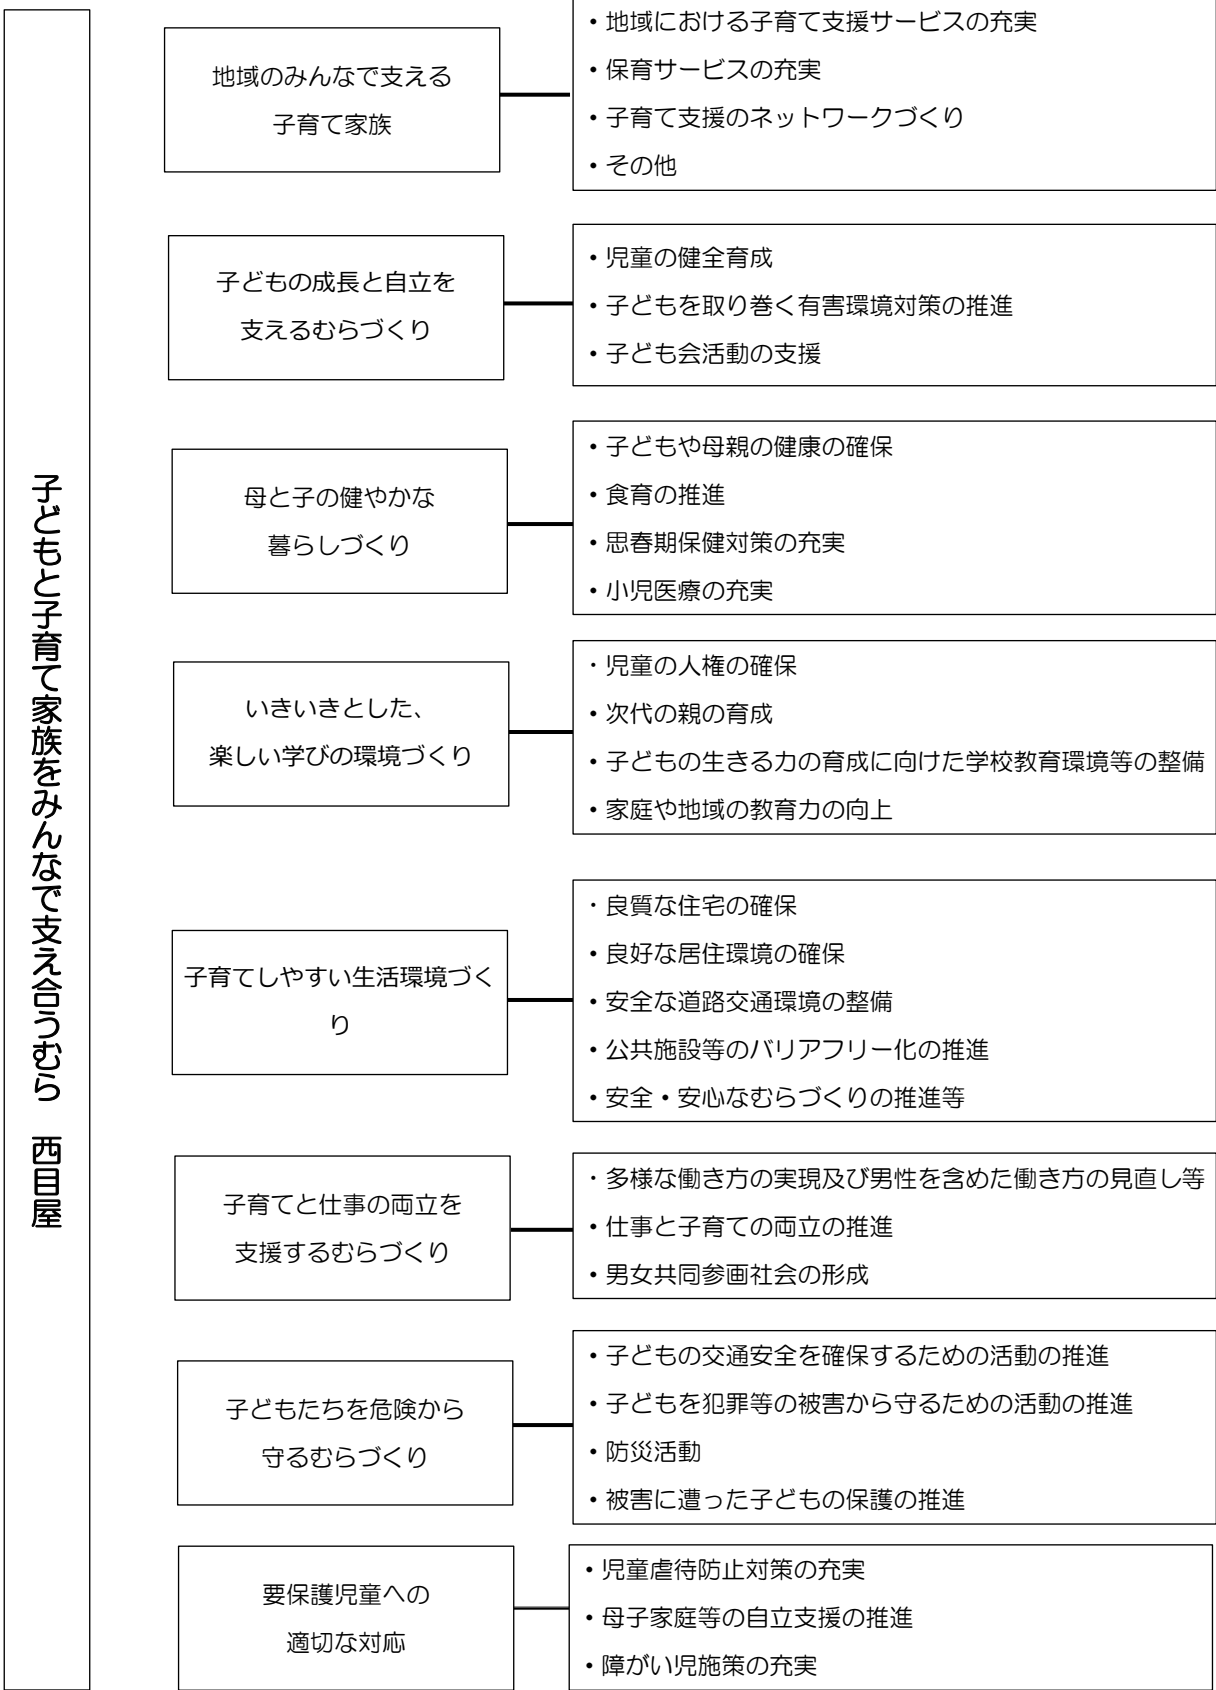 子どもと子育て家族をみんなで支え合うむら　西目屋
地域のみんなで支える
子育て家族
・地域における子育て支援サービスの充実
・保育サービスの充実
・子育て支援のネットワークづくり
・その他
子どもの成長と自立を
支えるむらづくり
・児童の健全育成
・子どもを取り巻く有害環境対策の推進
・子ども会活動の支援
母と子の健やかな
暮らしづくり
・子どもや母親の健康の確保
・食育の推進
・思春期保健対策の充実
・小児医療の充実
いきいきとした、
楽しい学びの環境づくり
・児童の人権の確保
・次代の親の育成
・子どもの生きる力の育成に向けた学校教育環境等の整備
・家庭や地域の教育力の向上
子育てしやすい生活環境づく
り
・良質な住宅の確保
・良好な居住環境の確保
・安全な道路交通環境の整備
・公共施設等のバリアフリー化の推進
・安全・安心なむらづくりの推進等
子育てと仕事の両立を
支援するむらづくり
・多様な働き方の実現及び男性を含めた働き方の見直し等
・仕事と子育ての両立の推進
・男女共同参画社会の形成
子どもたちを危険から
守るむらづくり
・子どもの交通安全を確保するための活動の推進
・子どもを犯罪等の被害から守るための活動の推進
・防災活動
・被害に遭った子どもの保護の推進
要保護児童への
適切な対応
・児童虐待防止対策の充実
・母子家庭等の自立支援の推進
・障がい児施策の充実